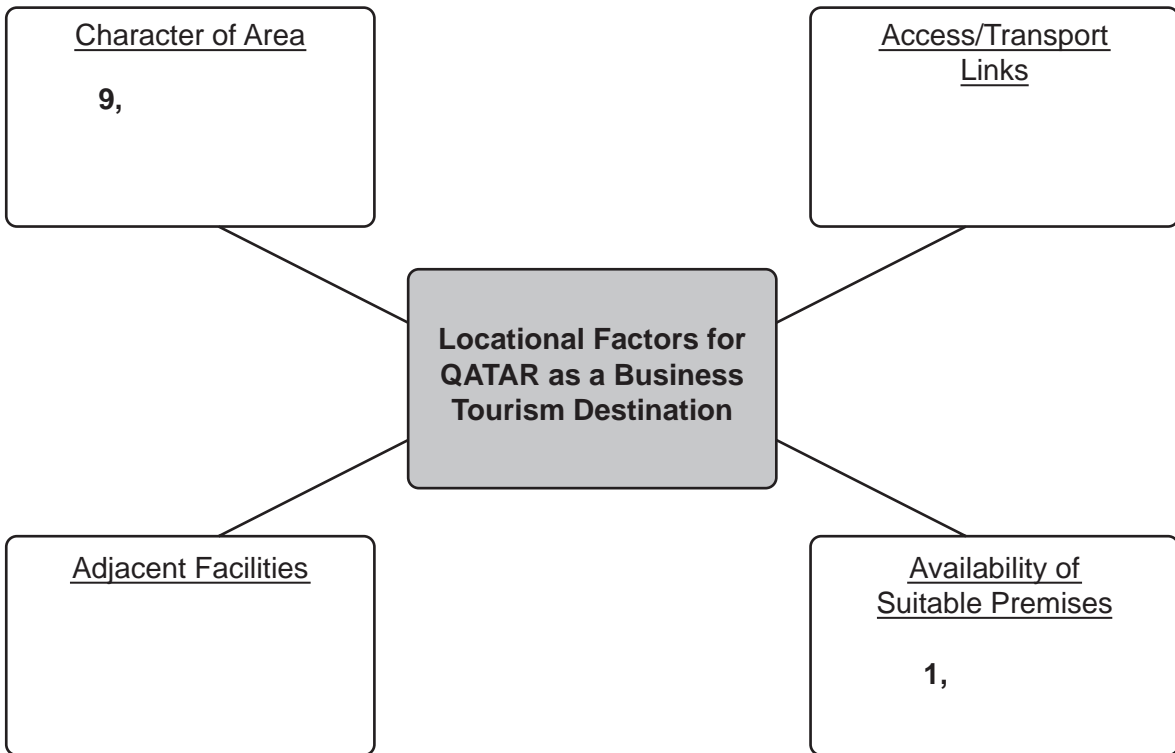 Character of Area
9,
Access/Transport
Links
Locational Factors for
QATAR as a Business
Tourism Destination
Adjacent Facilities
Availability of
Suitable Premises
1,